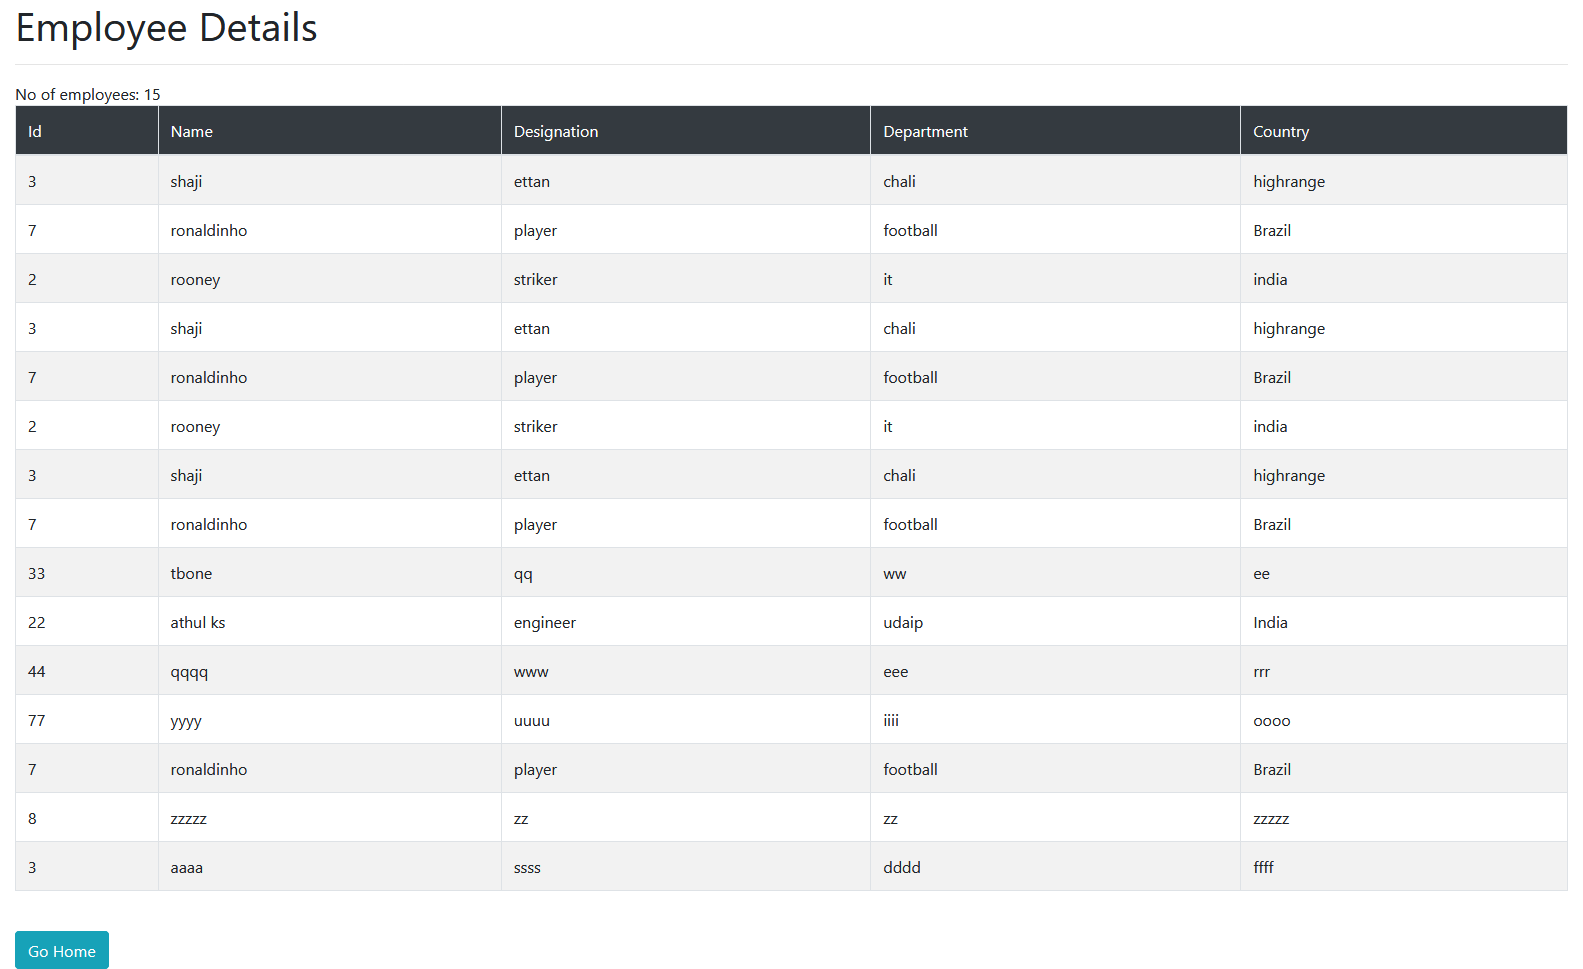 Employee Details
No of employees: 15
Id Name Designation Department Country
3 shaji ettan chali highrange
7 ronaldinho player football Brazil
2 rooney striker it india
3 shaji ettan chali highrange
7 ronaldinho player football Brazil
2 rooney striker it india
3 shaji ettan chali highrange
7 ronaldinho player football Brazil
33 tbone qq ww ee
22 athul ks engineer udaip India
44 qqqq www eee rrr
77 yyyy uuuu iiii oooo
7 ronaldinho player football Brazil
8 zzzzz zz zz zzzzz
3 aaaa ssss dddd ffff
Go Home